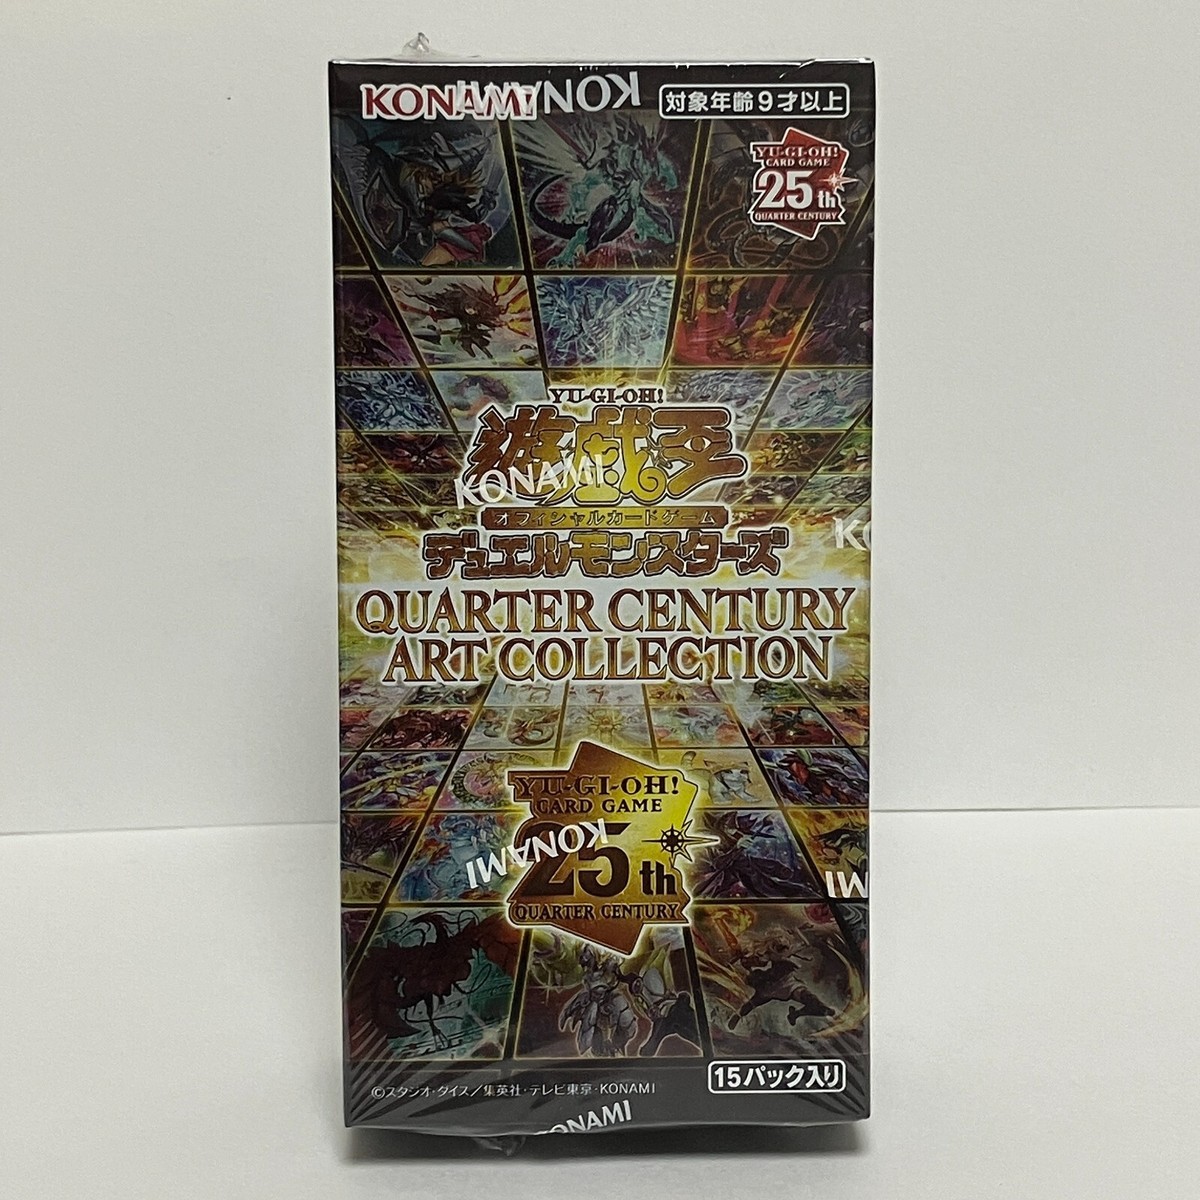 KONAMI
KONAMI
対象年齢9才以上
YU-GI-OH!
CARD GAME
25th
QUARTER CENTURY
YU-GI-OH!
遊戯王
KONAMI
オフィシャルカードゲーム
デュエルモンスターズ
QUARTER CENTURY
ART COLLECTION
YU-GI-OH!
CARD GAME
KONAMI
25th
QUARTER CENTURY
©スタジオ・ダイス/集英社・テレビ東京・KONAMI
15パック入り
KONAMI